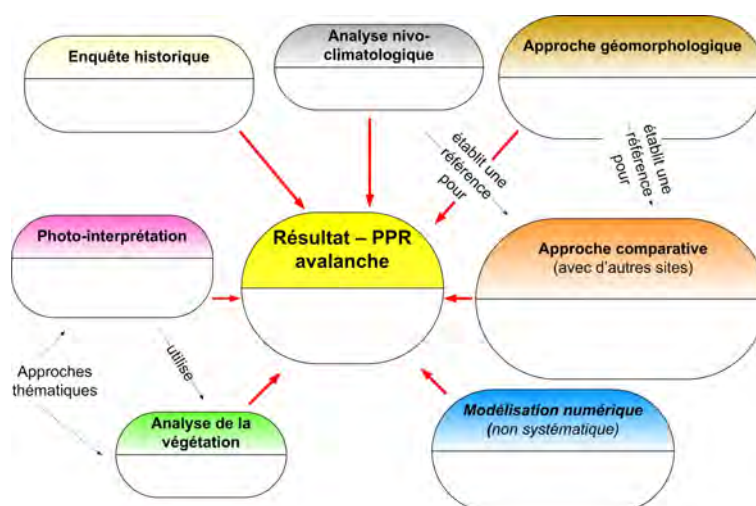 Enquête historique
Analyse nivo-
climatologique
Approche géomorphologique
établit une
référence
pour
établit une
référence
pour
Photo-interprétation
Résultat – PPR
avalanche
Approche comparative
(avec d'autres sites)
utilise
Approches
thématiques
Analyse de la
végétation
Modélisation numérique
(non systématique)